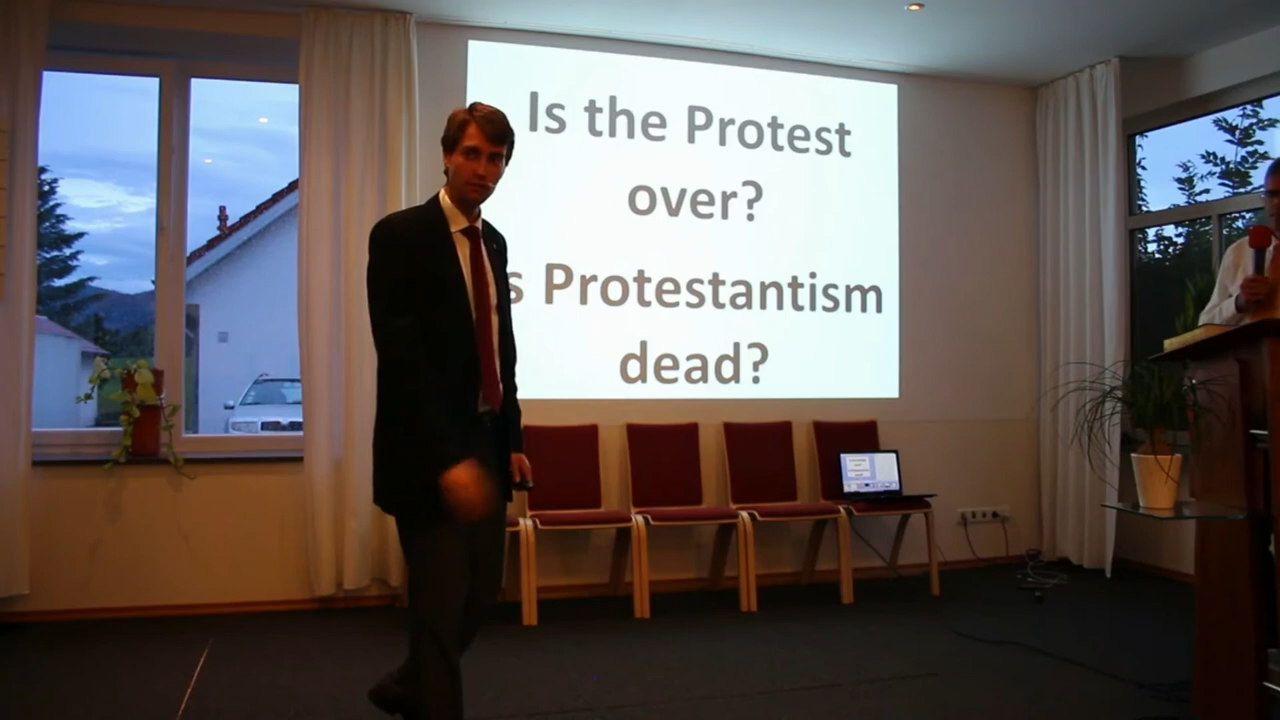 Is the Protest
over?
s Protestantism
dead?